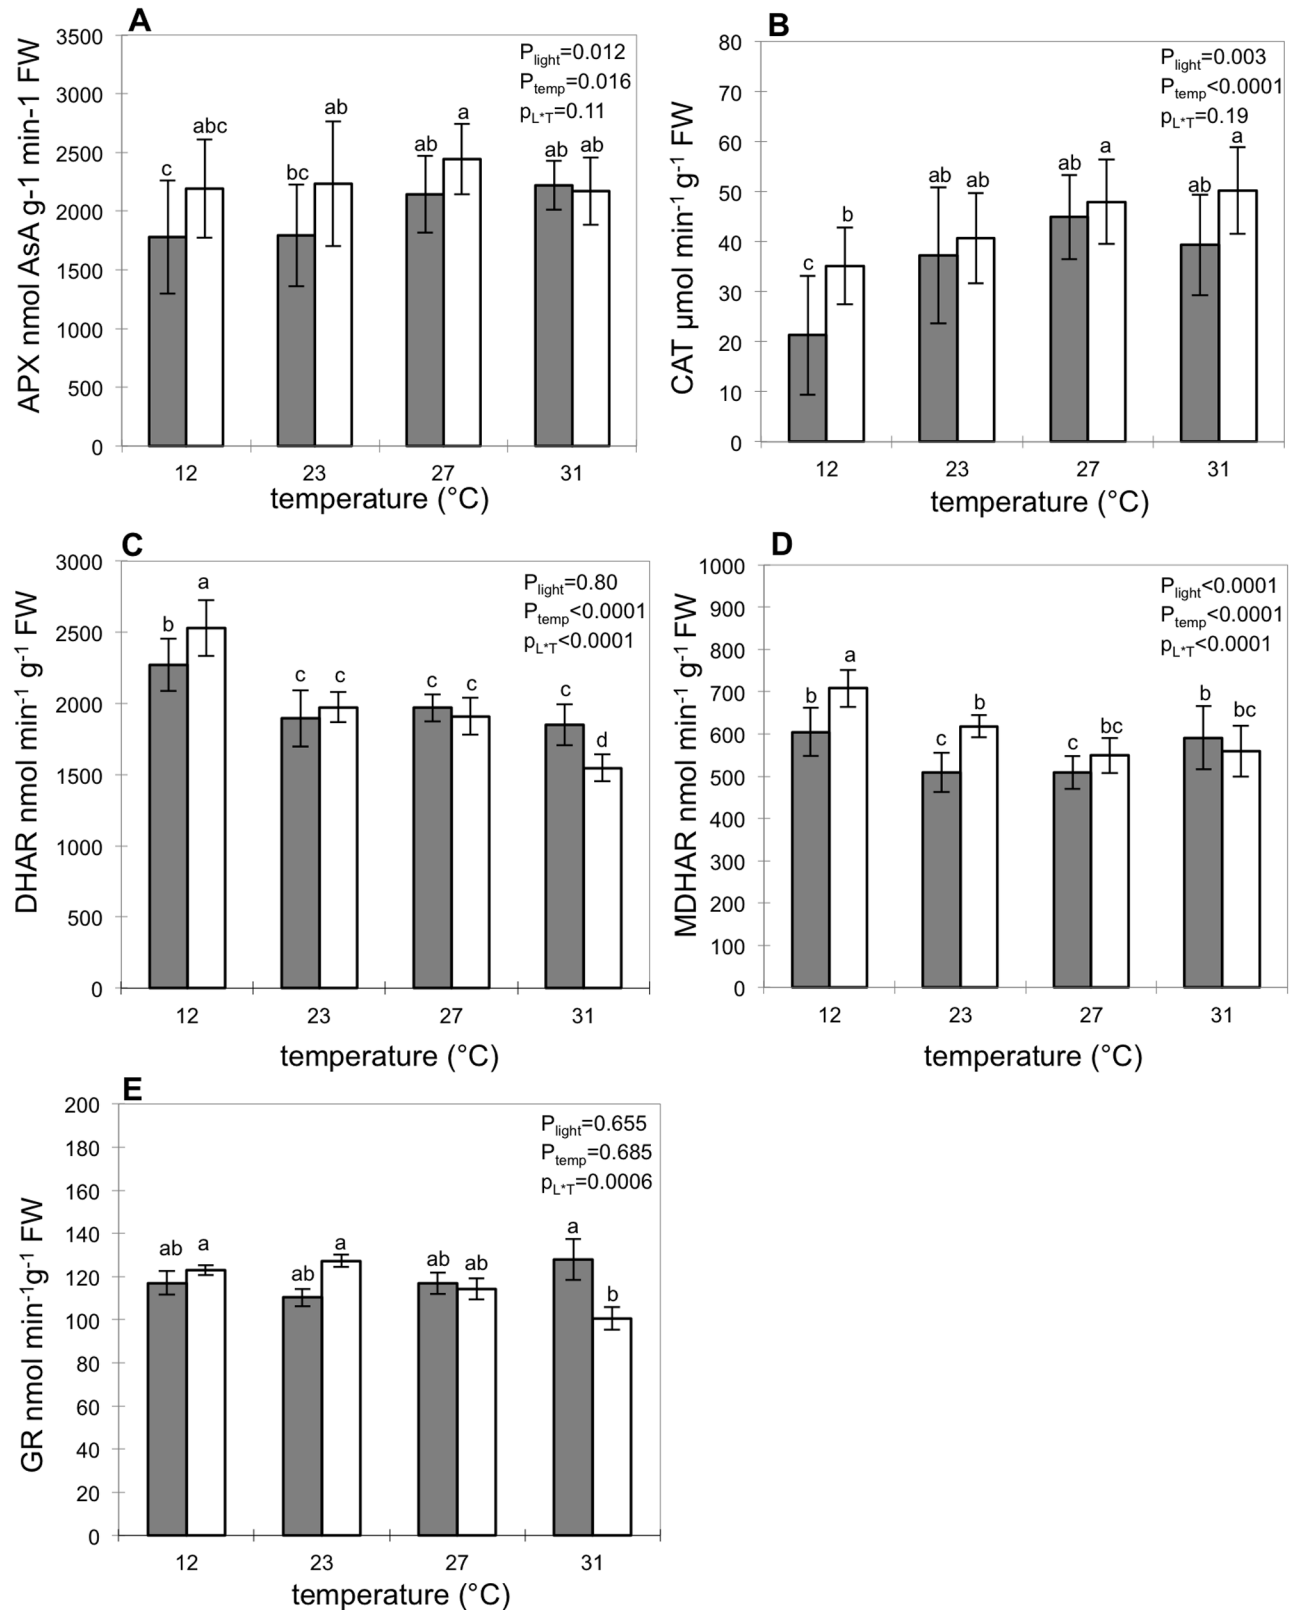 A
APX nmol AsA g-1 min-1 FW
3500
3000
2500
2000
1500
1000
500
0
P_light=0.012
P_temp=0.016
p_L*T=0.11
c abc bc ab ab a ab ab
12 23 27 31
temperature (°C)
B
CAT µmol min⁻¹ g⁻¹ FW
80
70
60
50
40
30
20
10
0
P_light=0.003
P_temp<0.0001
p_L*T=0.19
c b ab ab ab a ab a
12 23 27 31
temperature (°C)
C
DHAR nmol min⁻¹ g⁻¹ FW
3000
2500
2000
1500
1000
500
0
P_light=0.80
P_temp<0.0001
p_L*T<0.0001
b a c c c c c d
12 23 27 31
temperature (°C)
D
MDHAR nmol min⁻¹ g⁻¹ FW
1000
900
800
700
600
500
400
300
200
100
0
P_light<0.0001
P_temp<0.0001
p_L*T<0.0001
b a c b c bc b bc
12 23 27 31
temperature (°C)
E
GR nmol min⁻¹g⁻¹ FW
200
180
160
140
120
100
80
60
40
20
0
P_light=0.655
P_temp=0.685
p_L*T=0.0006
ab a ab a ab ab a b
12 23 27 31
temperature (°C)